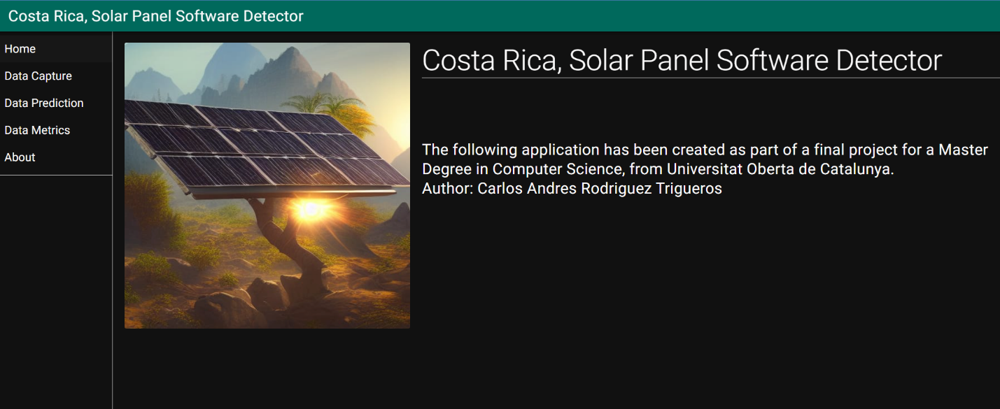 Costa Rica, Solar Panel Software Detector
Home
Data Capture
Data Prediction
Data Metrics
About
Costa Rica, Solar Panel Software Detector
The following application has been created as part of a final project for a Master
Degree in Computer Science, from Universitat Oberta de Catalunya.
Author: Carlos Andres Rodriguez Trigueros